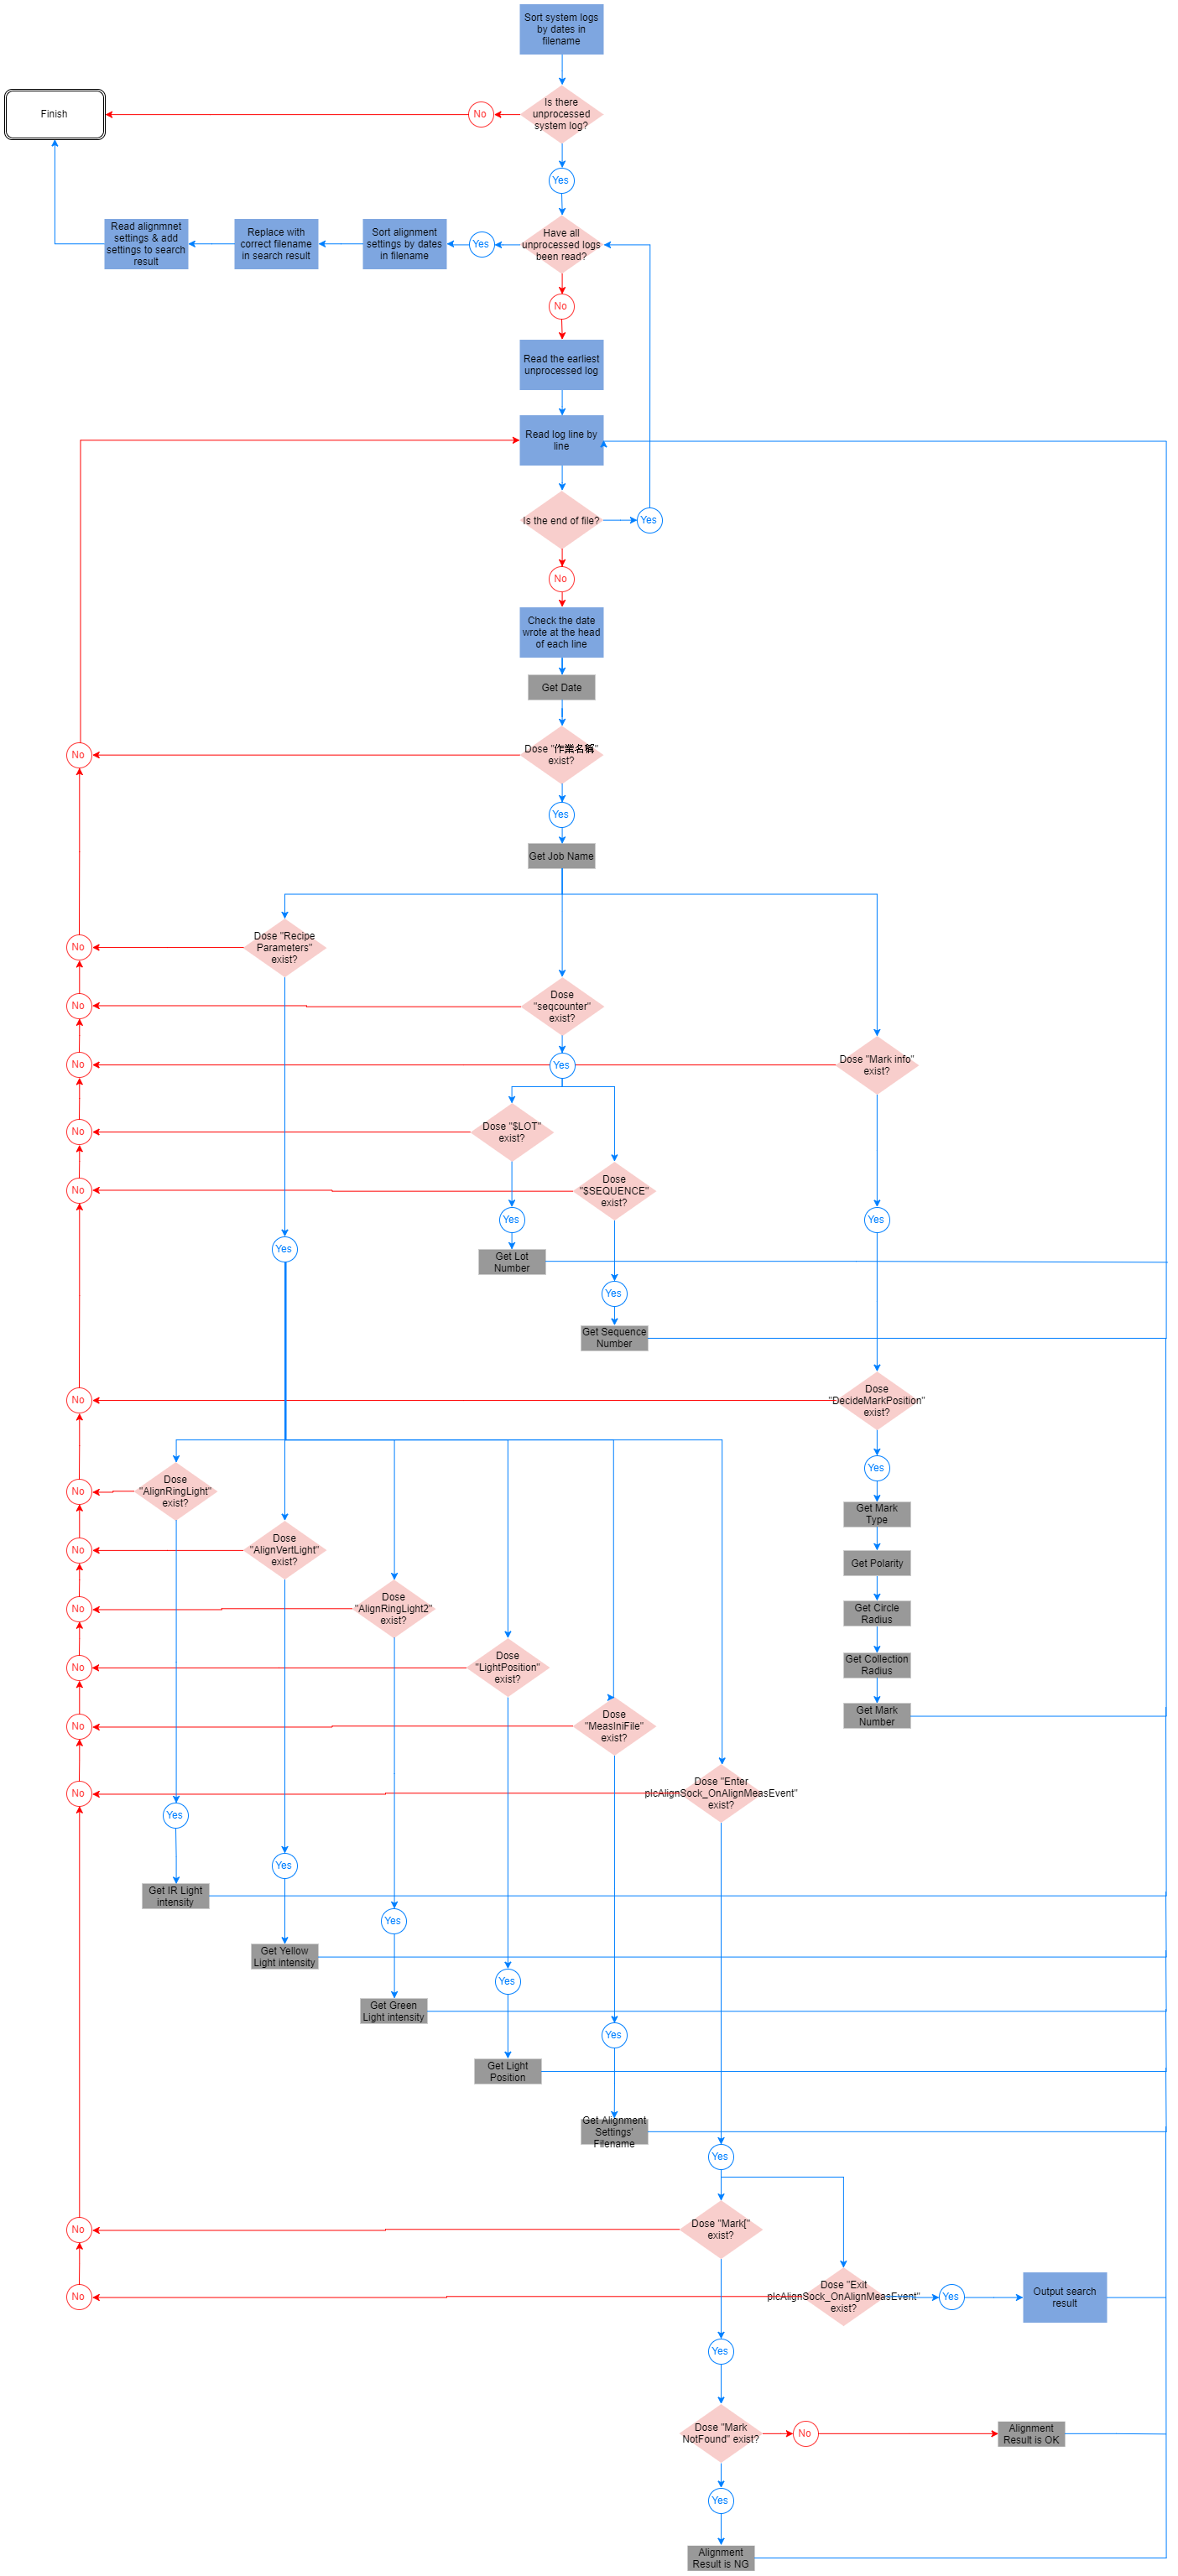 Sort system logs
by dates in
filename
Is there
unprocessed
system log?
No
Finish
Yes
Have all
unprocessed logs
been read?
Yes
Sort alignment
settings by dates
in filename
Replace with
correct filename
in search result
Read alignmnet
settings & add
settings to search
result
No
Read the earliest
unprocessed log
Read log line by
line
Is the end of file?
Yes
No
Check the date
wrote at the head
of each line
Get Date
Dose "作業名稱"
exist?
No
Yes
Get Job Name
Dose "Recipe
Parameters"
exist?
No
Dose
"seqcounter"
exist?
No
Dose "Mark info"
exist?
Yes
No
Dose "$LOT"
exist?
No
Dose
"$SEQUENCE"
exist?
No
Yes
Yes
Yes
Get Lot
Number
Yes
Get Sequence
Number
Dose
"DecideMarkPosition"
exist?
No
Yes
Dose
"AlignRingLight"
exist?
No
Get Mark
Type
Dose
"AlignVertLight"
exist?
No
Get Polarity
Dose
"AlignRingLight2"
exist?
No
Get Circle
Radius
Dose
"LightPosition"
exist?
No
Get Collection
Radius
Dose
"MeasIniFile"
exist?
No
Get Mark
Number
Dose "Enter
plcAlignSock_OnAlignMeasEvent"
exist?
No
Yes
Yes
Get IR Light
intensity
Yes
Get Yellow
Light intensity
Yes
Get Green
Light intensity
Yes
Get Light
Position
Get Alignment
Settings'
Filename
Yes
Dose "Mark["
exist?
No
Dose "Exit
plcAlignSock_OnAlignMeasEvent"
exist?
No
Yes
Output search
result
Yes
Dose "Mark
NotFound" exist?
No
Alignment
Result is OK
Yes
Alignment
Result is NG